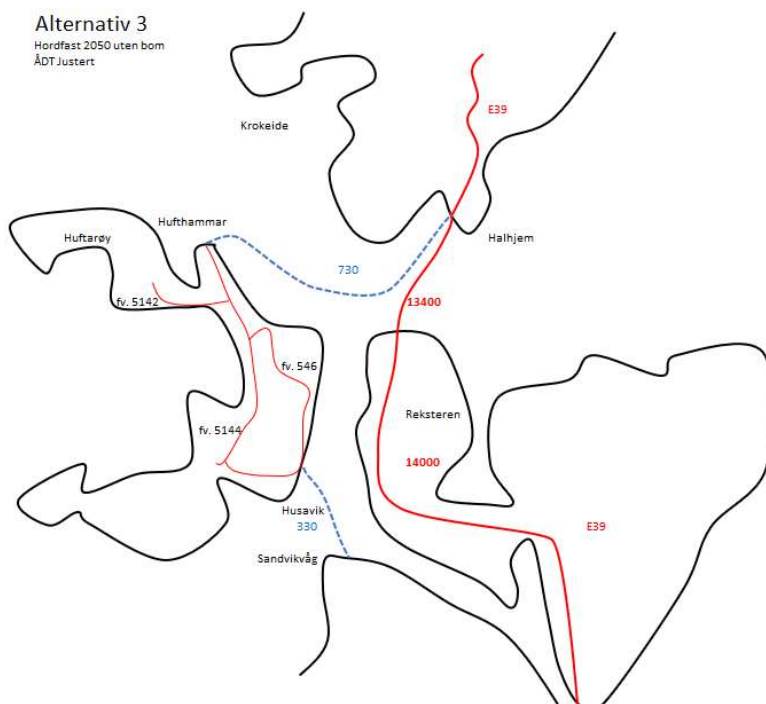 Alternativ 3
Hordfast 2050 uten bom
ÅDT Justert
E39
Krokeide
Hufthammar
Huftarøy
Halhjem
730
fv. 5142
13400
fv. 546
Reksteren
fv. 5144
14000
Husavik
330
E39
Sandvikvåg